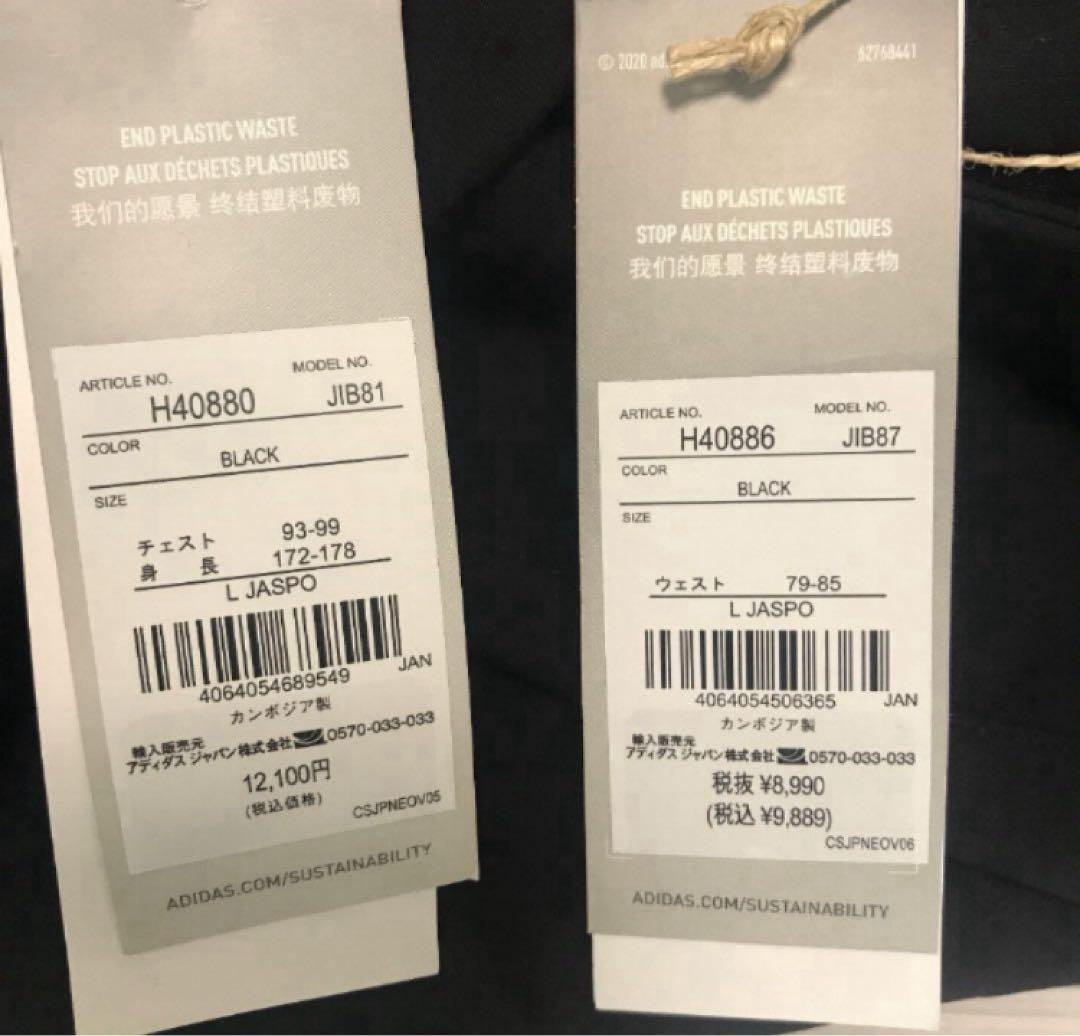 END PLASTIC WASTE
STOP AUX DÉCHETS PLASTIQUES
我们的愿景 终结塑料废物
ARTICLE NO. MODEL NO.
H40880 JIB81
COLOR
BLACK
SIZE
チェスト 93-99
身長 172-178
L JASPO
JAN
4064054689549
カンボジア製
輸入販売元
アディダス ジャパン株式会社 0570-033-033
12,100円
(税込価格)
CSJPNEOV05
ADIDAS.COM/SUSTAINABILITY
© 2020 ad 62768441
END PLASTIC WASTE
STOP AUX DÉCHETS PLASTIQUES
我们的愿景 终结塑料废物
ARTICLE NO. MODEL NO.
H40886 JIB87
COLOR
BLACK
SIZE
ウェスト 79-85
L JASPO
4064054506365 JAN
カンボジア製
輸入販売元
アディダス ジャパン株式会社 0570-033-033
税抜 ¥8,990
(税込 ¥9,889)
CSJPNEOV06
ADIDAS.COM/SUSTAINABILITY